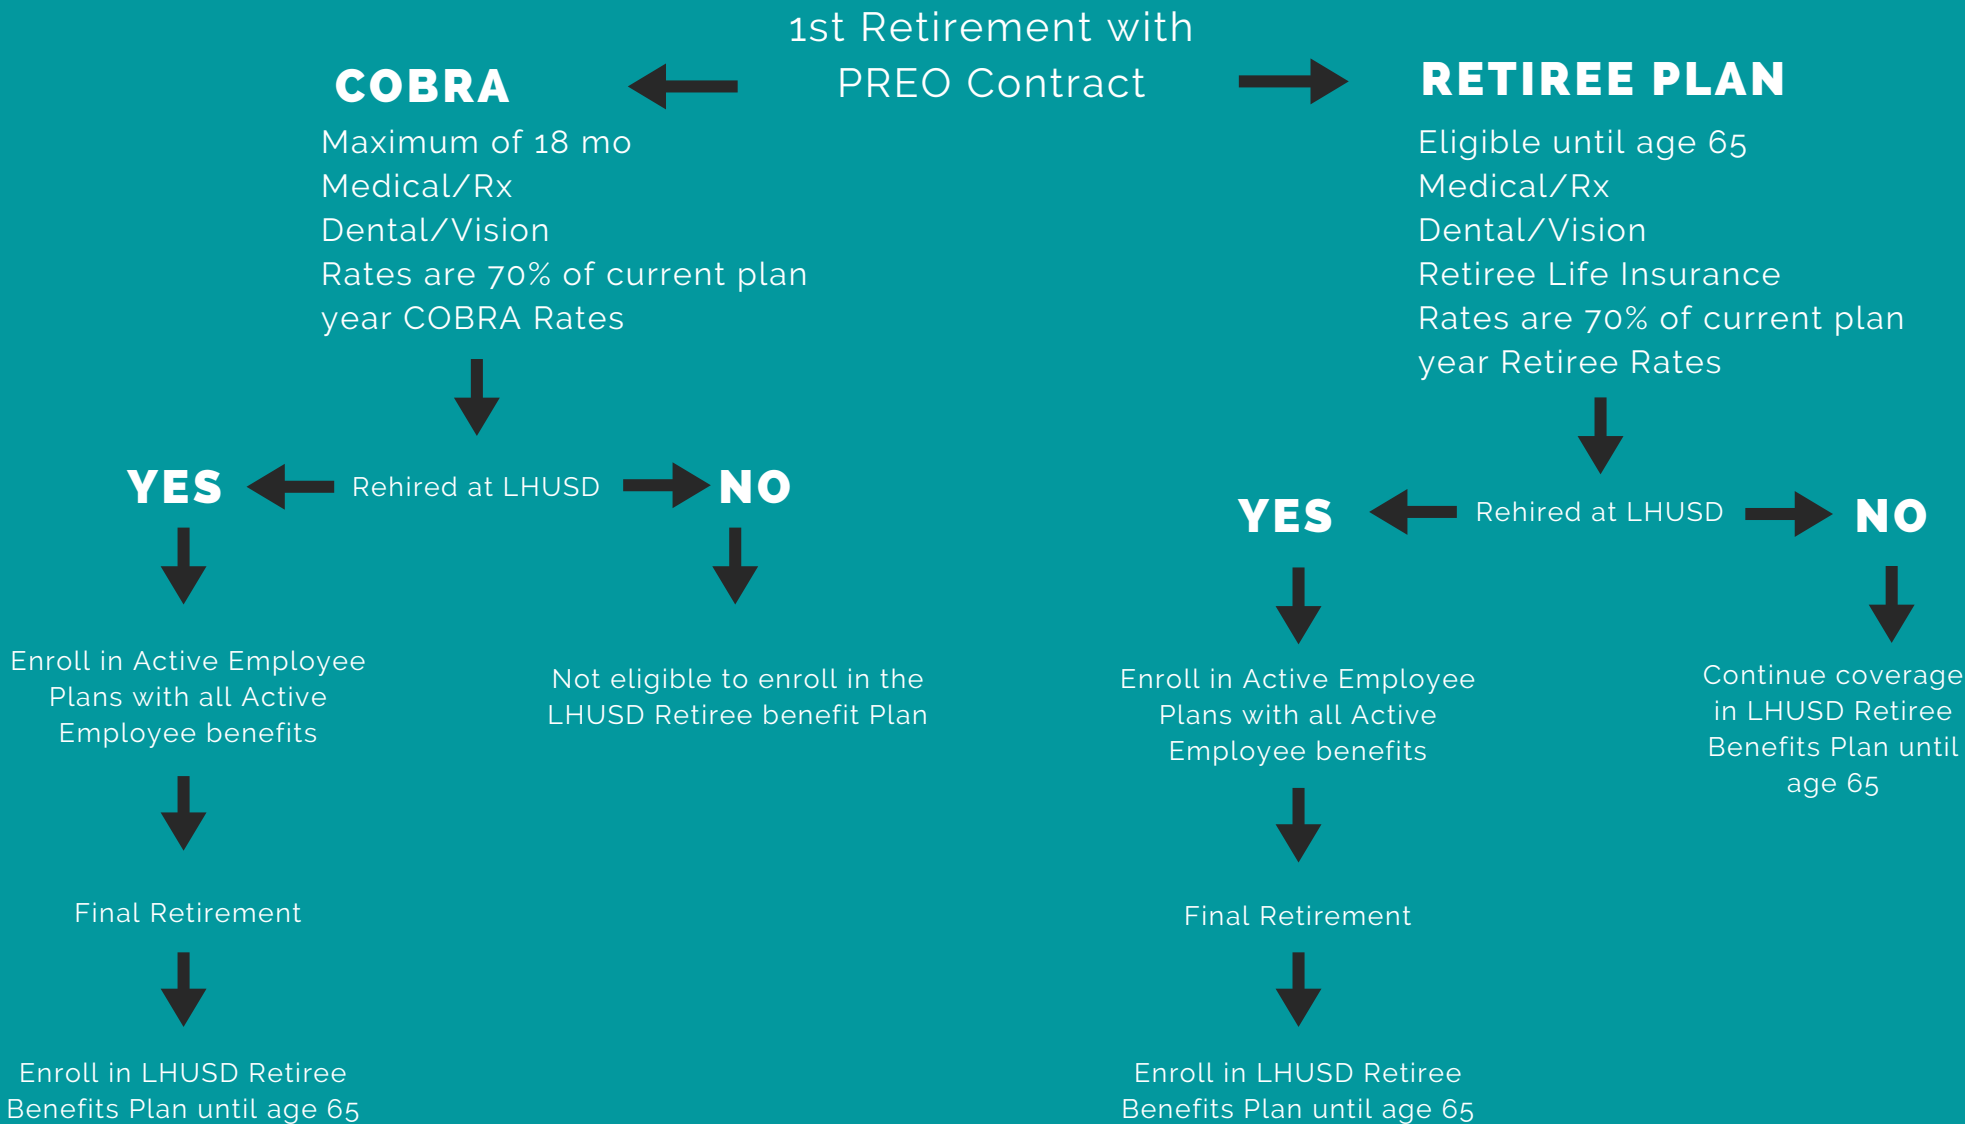 1st Retirement with
PREO Contract
COBRA
Maximum of 18 mo
Medical/Rx
Dental/Vision
Rates are 70% of current plan
year COBRA Rates
YES
Rehired at LHUSD
NO
Enroll in Active Employee
Plans with all Active
Employee benefits
Not eligible to enroll in the
LHUSD Retiree benefit Plan
Final Retirement
Enroll in LHUSD Retiree
Benefits Plan until age 65
RETIREE PLAN
Eligible until age 65
Medical/Rx
Dental/Vision
Retiree Life Insurance
Rates are 70% of current plan
year Retiree Rates
YES
Rehired at LHUSD
NO
Enroll in Active Employee
Plans with all Active
Employee benefits
Continue coverage
in LHUSD Retiree
Benefits Plan until
age 65
Final Retirement
Enroll in LHUSD Retiree
Benefits Plan until age 65